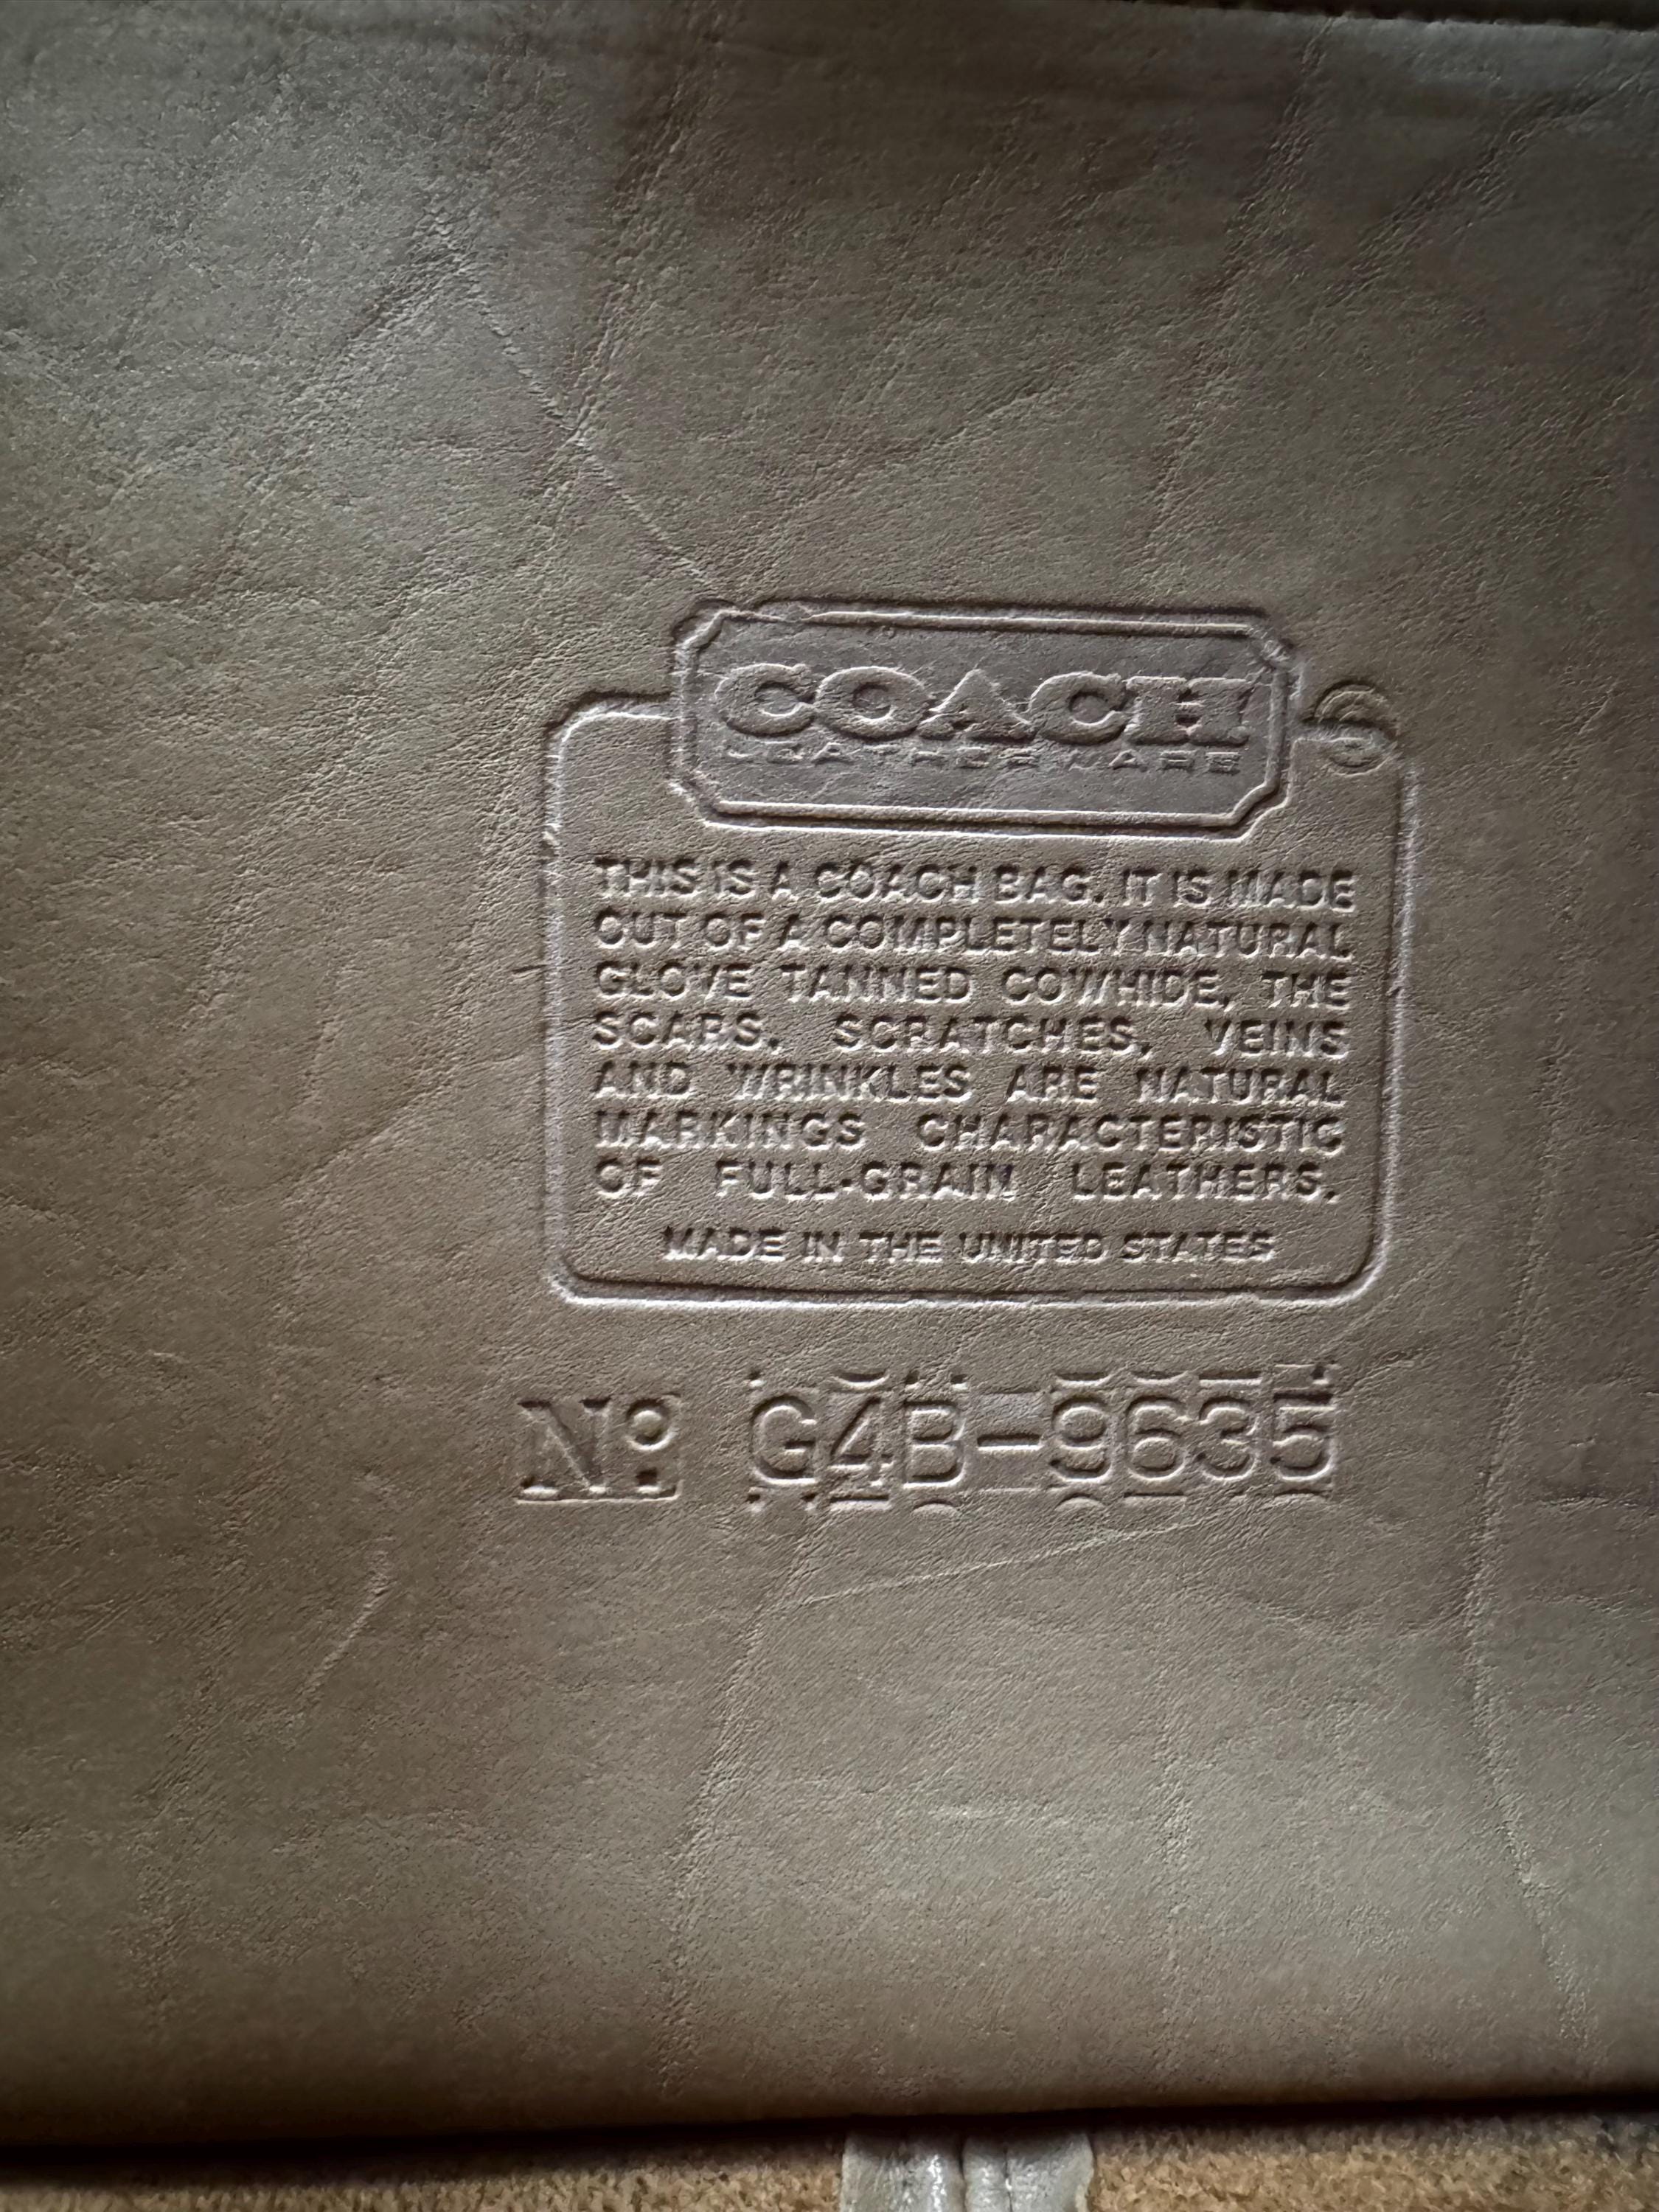 COACH
LEATHERWARE
®
THIS IS A COACH BAG. IT IS MADE
OUT OF A COMPLETELY NATURAL
GLOVE TANNED COWHIDE, THE
SCARS, SCRATCHES, VEINS
AND WRINKLES ARE NATURAL
MARKINGS CHARACTERISTIC
OF FULL-GRAIN LEATHERS.
MADE IN THE UNITED STATES
Nº G4B-9635